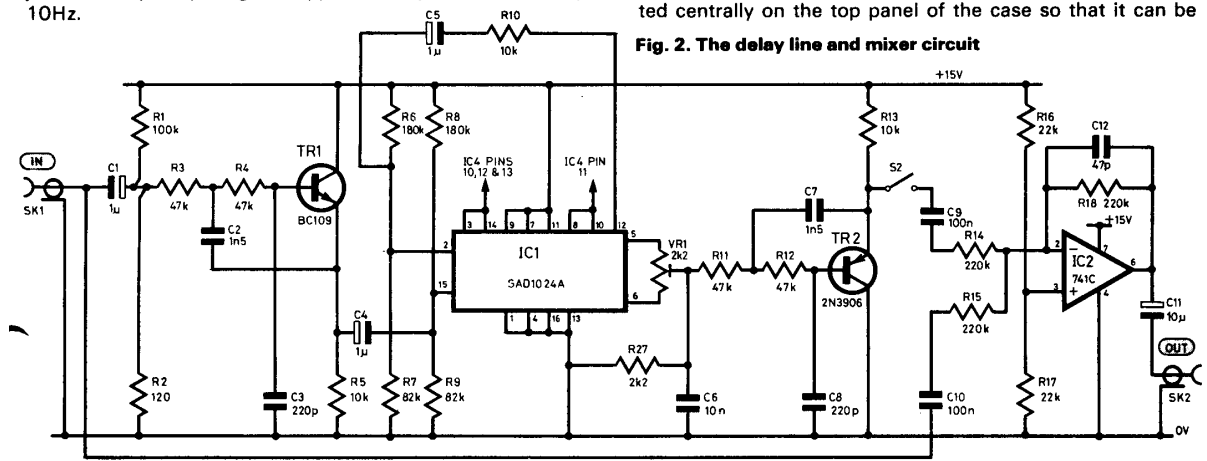 10Hz.
ted centrally on the top panel of the case so that it can be
Fig. 2. The delay line and mixer circuit
C5
1µ
R10
10k
+15V
R1
100k
R6
180k
R8
180k
R13
10k
R16
22k
C12
47p
R18 220k
+15V
IN
SK1
C1
1µ
R3
47k
R4
47k
TR1
BC109
C2
1n5
IC4 PINS
10,12 & 13
IC4 PIN
11
3
14
9
7
11
8
10
12
2
15
IC1
SAD1024A
5
6
1
4
16
13
VR1
2k2
R11
47k
R12
47k
C7
1n5
TR2
2N3906
S2
C9
100n
R14
220k
R15
220k
2
3
7
6
4
IC2
741C
C11
10µ
OUT
SK2
C4
1µ
R2
120
C3
220p
R5
10k
R7
82k
R9
82k
R27
2k2
C6
10n
C8
220p
C10
100n
R17
22k
0V